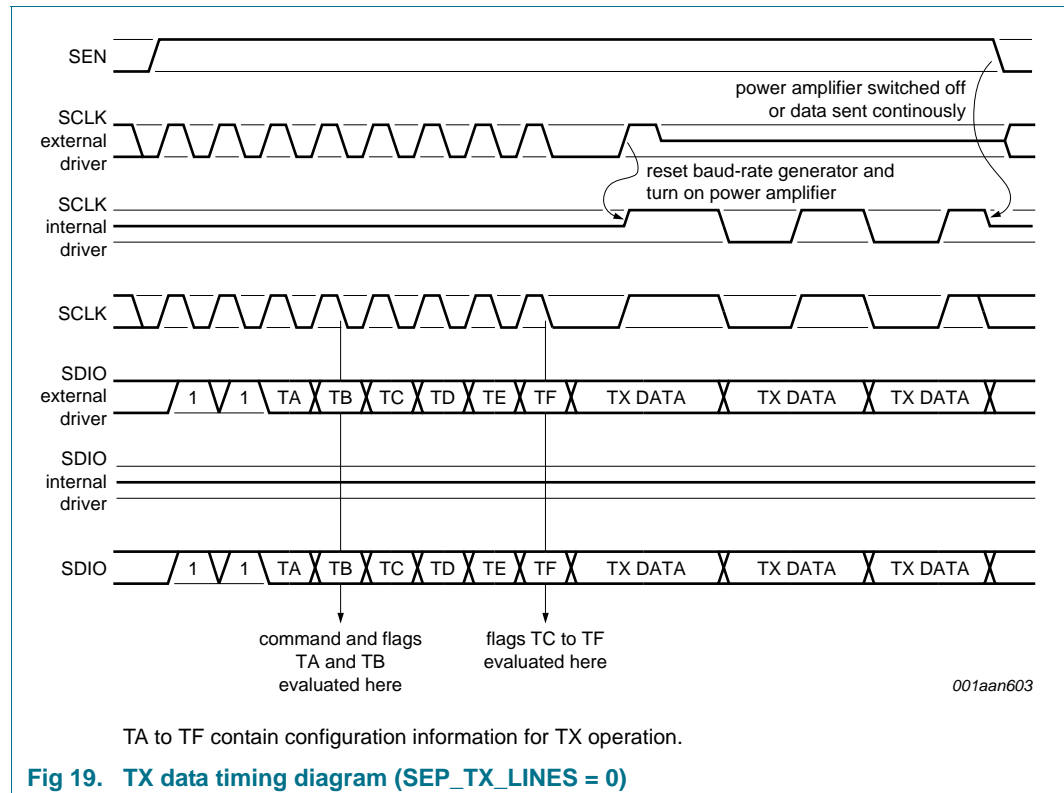 SEN
power amplifier switched off
or data sent continously
SCLK
external
driver
reset baud-rate generator and
turn on power amplifier
SCLK
internal
driver
SCLK
SDIO
external
driver
1 1 TA TB TC TD TE TF TX DATA TX DATA TX DATA
SDIO
internal
driver
SDIO
1 1 TA TB TC TD TE TF TX DATA TX DATA TX DATA
command and flags
TA and TB
evaluated here
flags TC to TF
evaluated here
001aan603
TA to TF contain configuration information for TX operation.
Fig 19. TX data timing diagram (SEP_TX_LINES = 0)